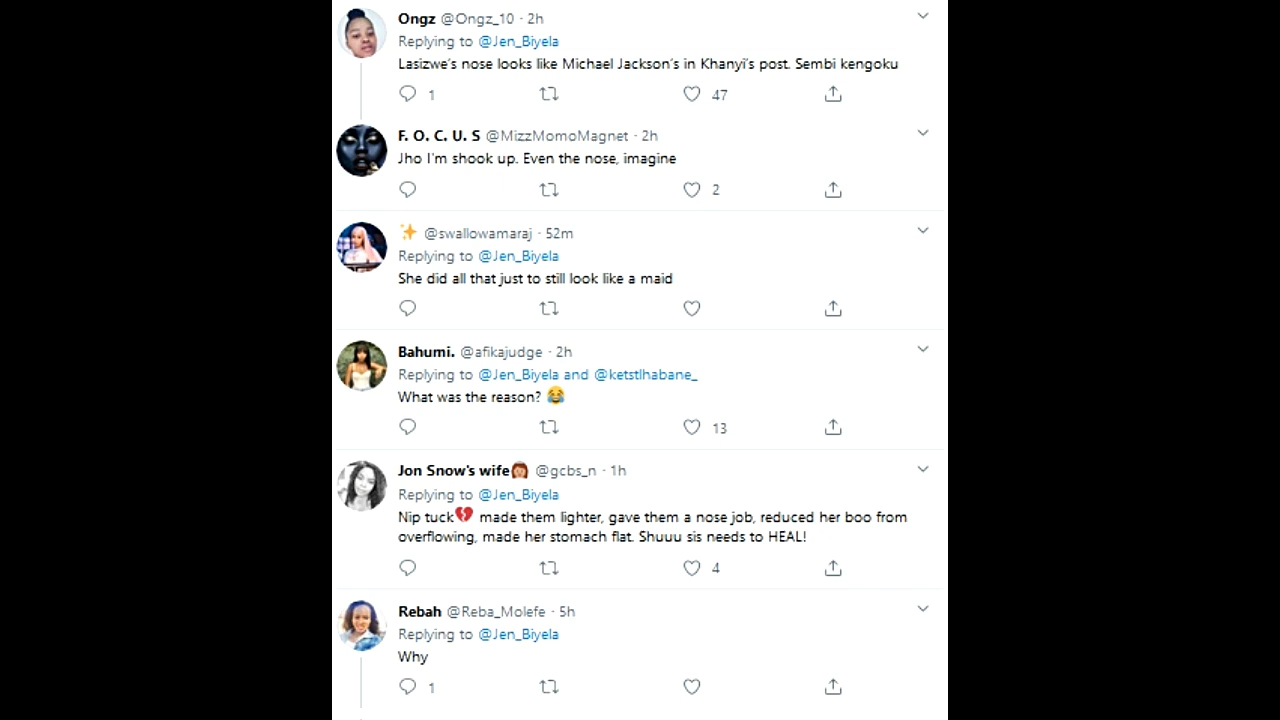 Ongz @Ongz_10 · 2h
Replying to @Jen_Biyela
Lasizwe's nose looks like Michael Jackson's in Khanyi's post. Sembi kengoku
1 47
F. O. C. U. S @MizzMomoMagnet · 2h
Jho I'm shook up. Even the nose, imagine
2
✨ @swallowamaraj · 52m
Replying to @Jen_Biyela
She did all that just to still look like a maid
Bahumi. @afikajudge · 2h
Replying to @Jen_Biyela and @ketstlhabane_
What was the reason? 😂
13
Jon Snow's wife👰🏽 @gcbs_n · 1h
Replying to @Jen_Biyela
Nip tuck💔 made them lighter, gave them a nose job, reduced her boo from
overflowing, made her stomach flat. Shuuu sis needs to HEAL!
4
Rebah @Reba_Molefe · 5h
Replying to @Jen_Biyela
Why
1